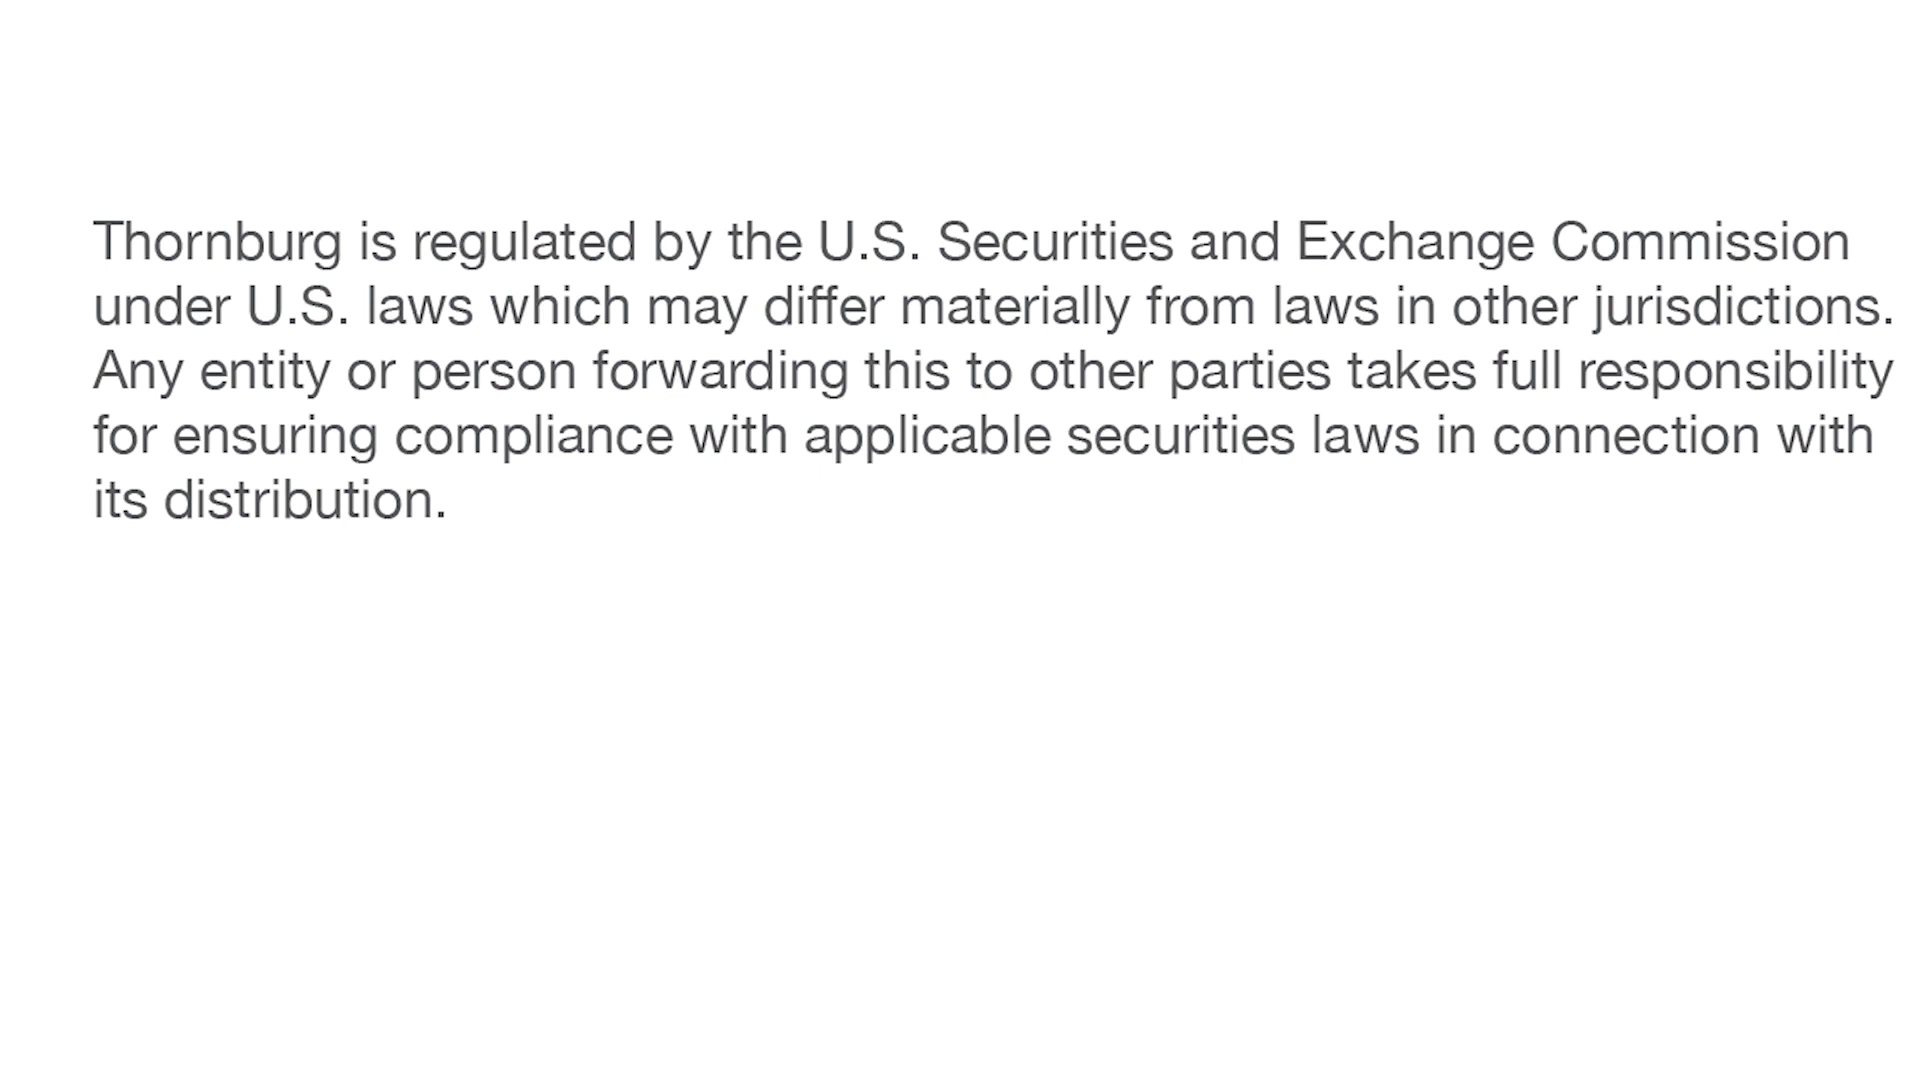 Thornburg is regulated by the U.S. Securities and Exchange Commission
under U.S. laws which may differ materially from laws in other jurisdictions.
Any entity or person forwarding this to other parties takes full responsibility
for ensuring compliance with applicable securities laws in connection with
its distribution.